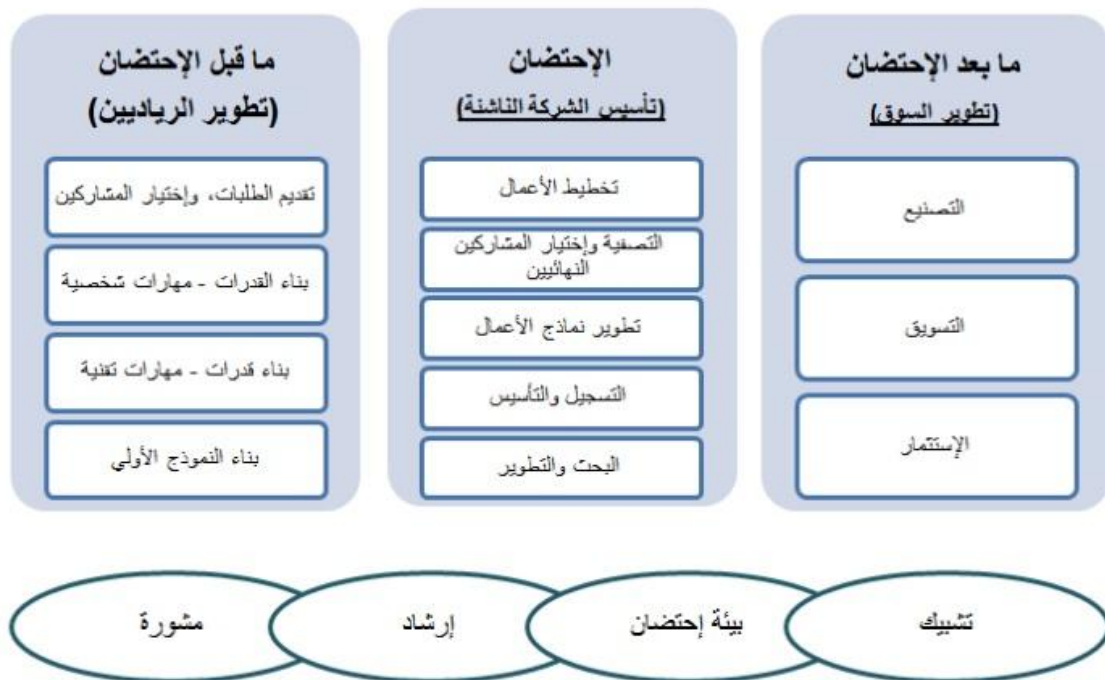 ما قبل الإحتضان
(تطوير الرياديين)
تقديم الطلبات، وإختيار المشاركين
بناء القدرات - مهارات شخصية
بناء قدرات - مهارات تقنية
بناء النموذج الأولي
الإحتضان
(تأسيس الشركة الناشئة)
تخطيط الأعمال
التصفية وإختيار المشاركين
النهائيين
تطوير نماذج الأعمال
التسجيل والتأسيس
البحث والتطوير
ما بعد الإحتضان
(تطوير السوق)
التصنيع
التسويق
الإستثمار
مشورة
إرشاد
بيئة إحتضان
تشبيك